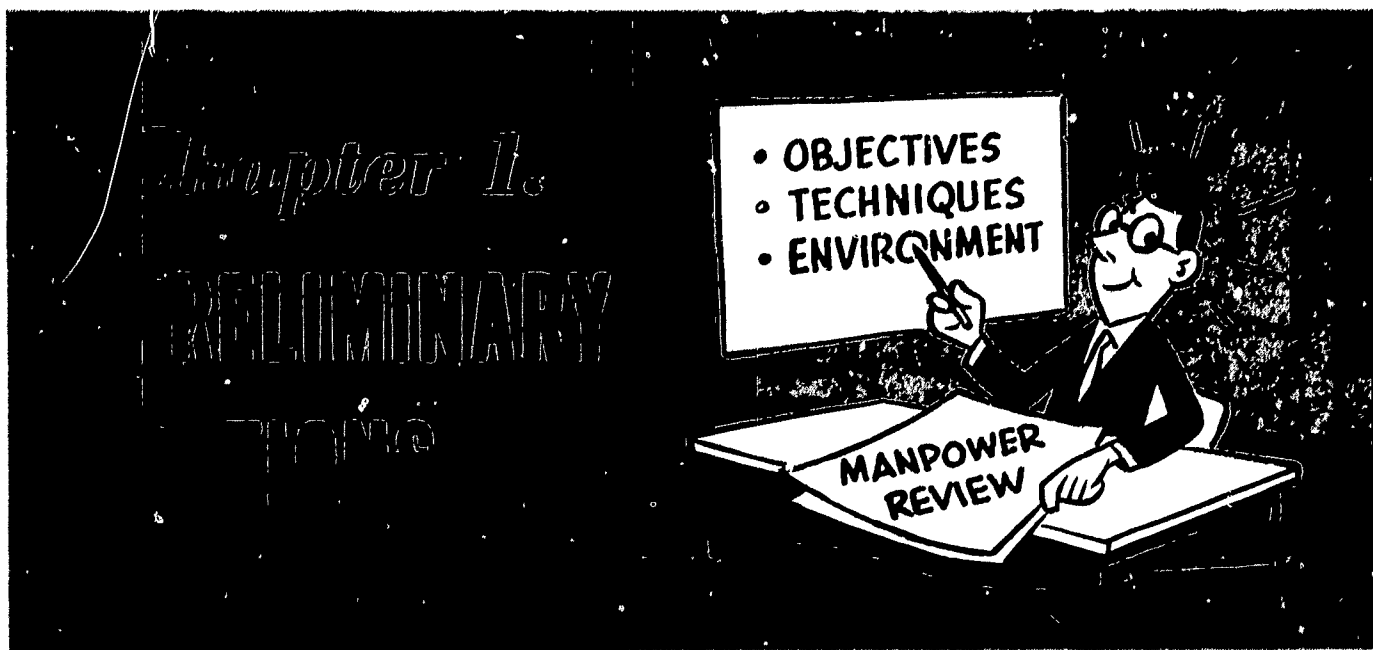 Chapter 1.
PRELIMINARY
• OBJECTIVES
• TECHNIQUES
• ENVIRONMENT
MANPOWER
REVIEW